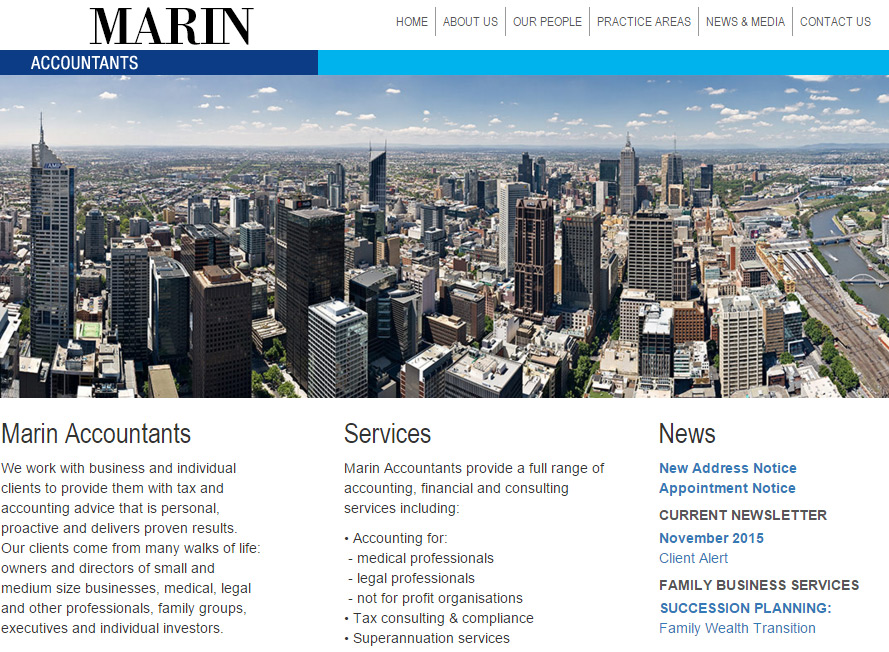 MARIN
ACCOUNTANTS
HOME
ABOUT US
OUR PEOPLE
PRACTICE AREAS
NEWS & MEDIA
CONTACT US
Marin Accountants
We work with business and individual
clients to provide them with tax and
accounting advice that is personal,
proactive and delivers proven results.
Our clients come from many walks of life:
owners and directors of small and
medium size businesses, medical, legal
and other professionals, family groups,
executives and individual investors.
Services
Marin Accountants provide a full range of
accounting, financial and consulting
services including:
• Accounting for:
- medical professionals
- legal professionals
- not for profit organisations
• Tax consulting & compliance
• Superannuation services
News
New Address Notice
Appointment Notice
CURRENT NEWSLETTER
November 2015
Client Alert
FAMILY BUSINESS SERVICES
SUCCESSION PLANNING:
Family Wealth Transition